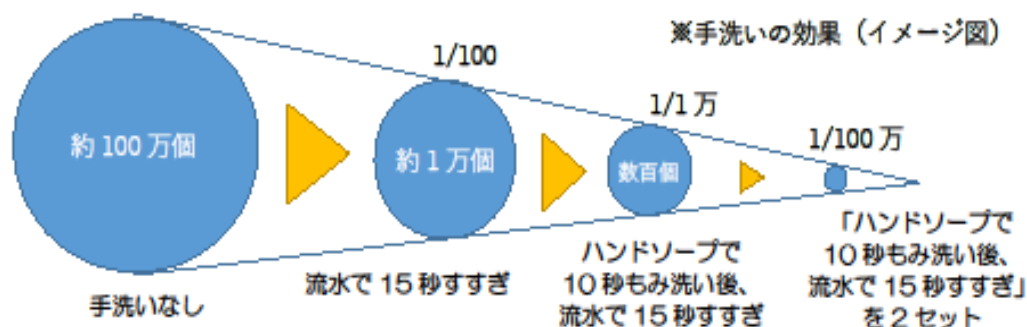 ※手洗いの効果（イメージ図）
1/100
1/1万
1/100万
約100万個
約1万個
数百個
手洗いなし
流水で15秒すすぎ
ハンドソープで
10秒もみ洗い後、
流水で15秒すすぎ
「ハンドソープで
10秒もみ洗い後、
流水で15秒すすぎ」
を2セット